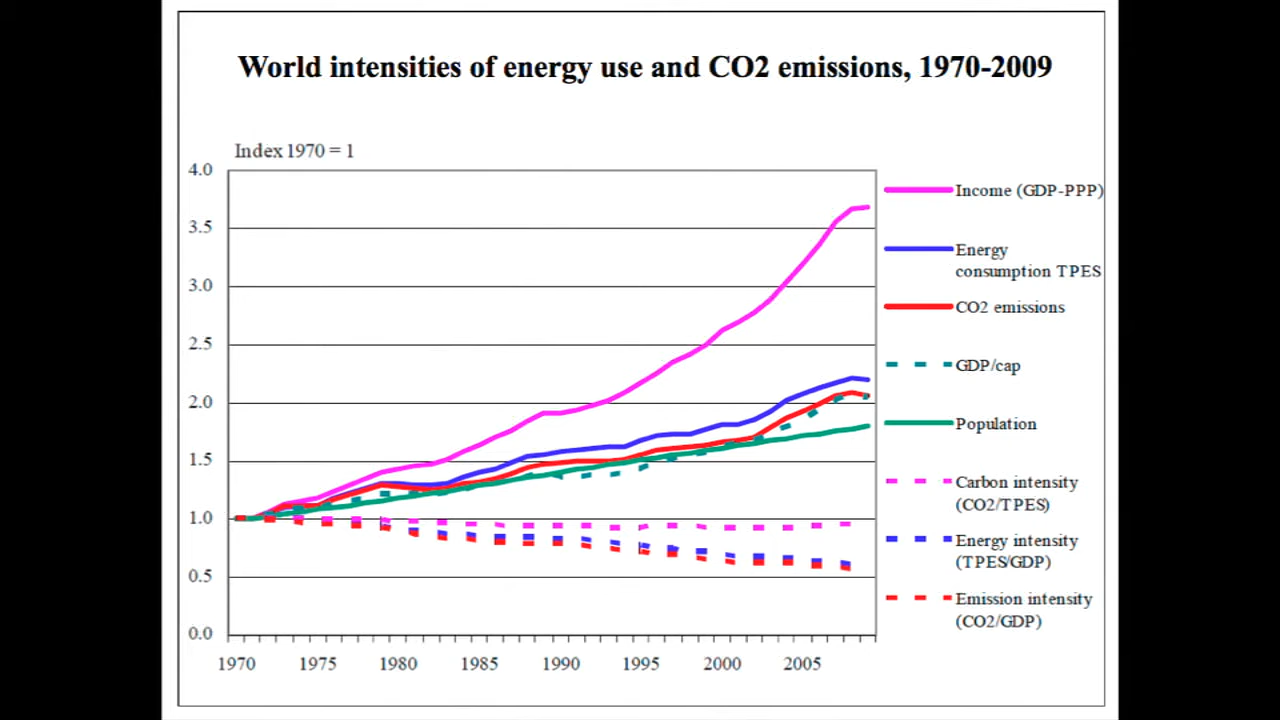 World intensities of energy use and CO2 emissions, 1970-2009
Index 1970 = 1
4.0
3.5
3.0
2.5
2.0
1.5
1.0
0.5
0.0
1970 1975 1980 1985 1990 1995 2000 2005
Income (GDP-PPP)
Energy
consumption TPES
CO2 emissions
GDP/cap
Population
Carbon intensity
(CO2/TPES)
Energy intensity
(TPES/GDP)
Emission intensity
(CO2/GDP)